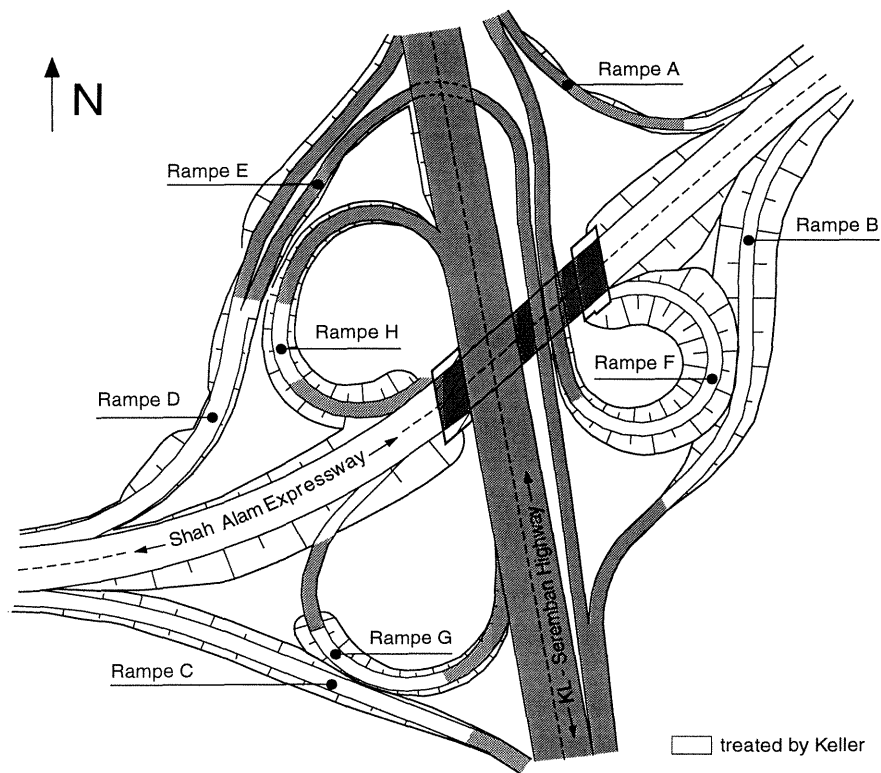 Rampe A
N
Rampe E
Rampe B
Rampe H
Rampe F
Rampe D
Shah Alam Expressway
KL - Seremban Highway
Rampe G
Rampe C
treated by Keller